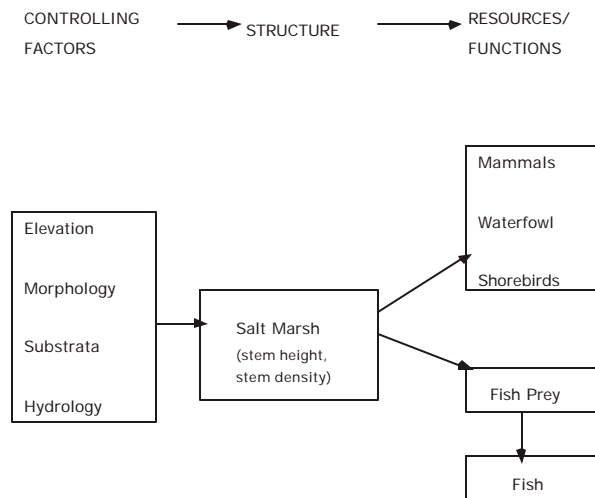 CONTROLLING
FACTORS
STRUCTURE
RESOURCES/
FUNCTIONS
Elevation
Morphology
Substrata
Hydrology
Salt Marsh
(stem height,
stem density)
Mammals
Waterfowl
Shorebirds
Fish Prey
Fish